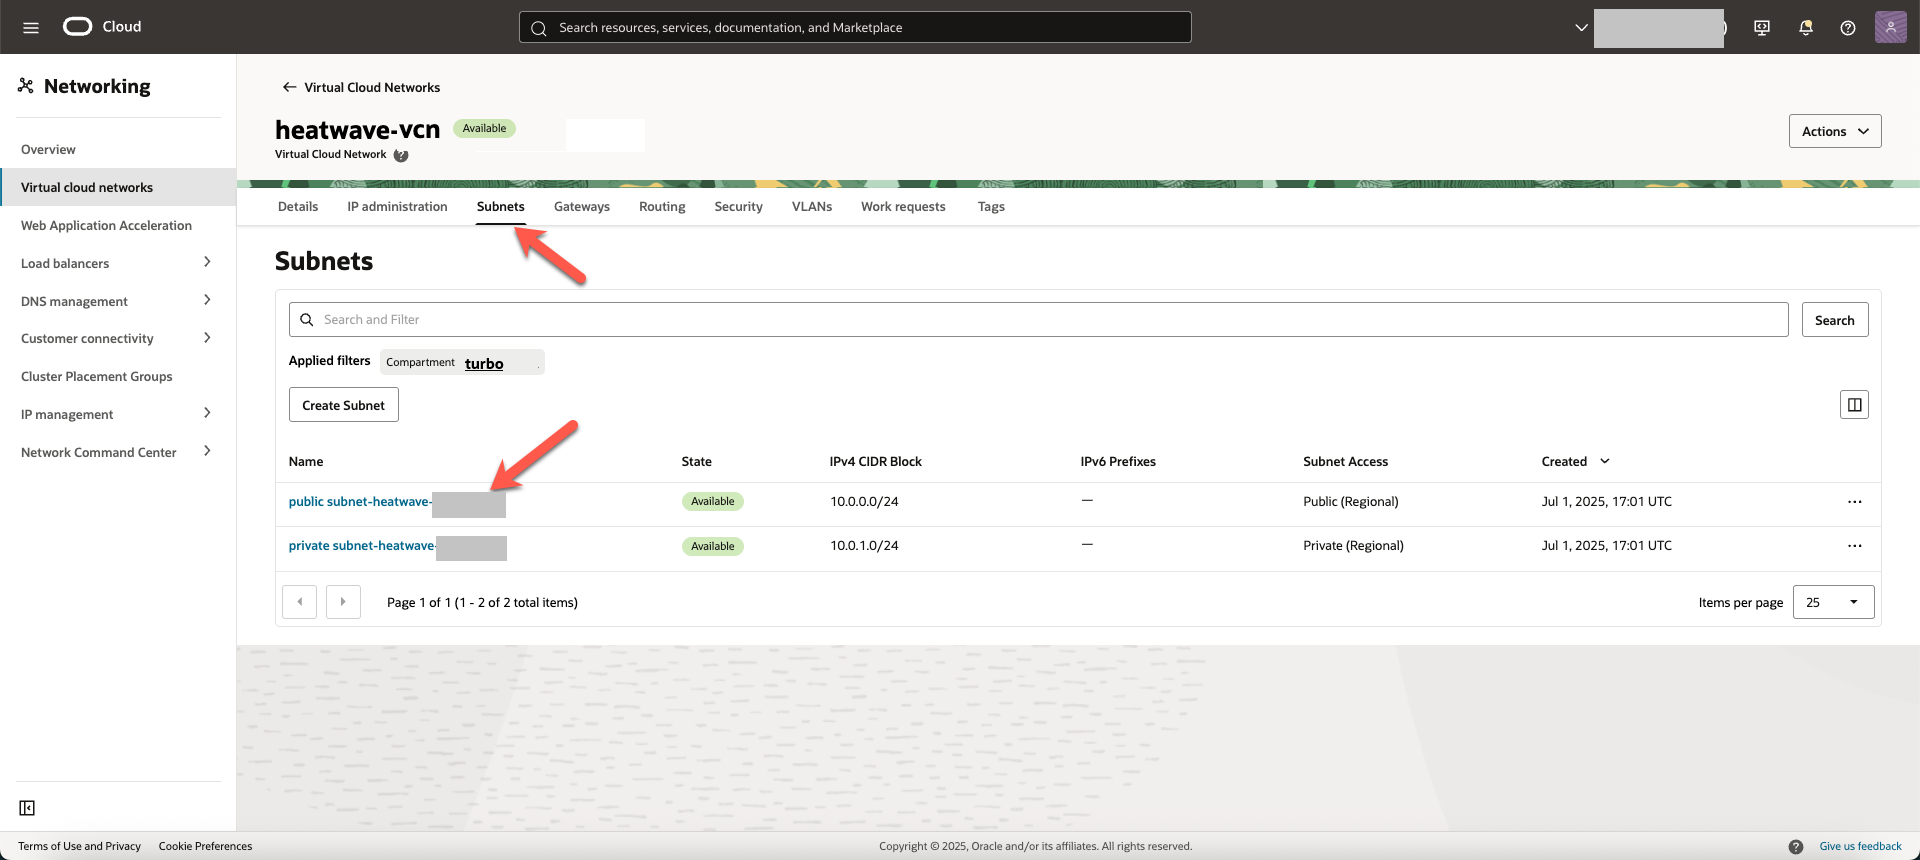 Cloud
Search resources, services, documentation, and Marketplace
Networking
Overview
Virtual cloud networks
Web Application Acceleration
Load balancers
DNS management
Customer connectivity
Cluster Placement Groups
IP management
Network Command Center
Virtual Cloud Networks
heatwave-vcn Available
Virtual Cloud Network ?
Actions
Details IP administration Subnets Gateways Routing Security VLANs Work requests Tags
Subnets
Search and Filter
Search
Applied filters Compartment turbo
Create Subnet
Name State IPv4 CIDR Block IPv6 Prefixes Subnet Access Created
public subnet-heatwave- Available 10.0.0.0/24 — Public (Regional) Jul 1, 2025, 17:01 UTC
private subnet-heatwave- Available 10.0.1.0/24 — Private (Regional) Jul 1, 2025, 17:01 UTC
Page 1 of 1 (1 - 2 of 2 total items)
Items per page 25
Terms of Use and Privacy Cookie Preferences
Copyright © 2025, Oracle and/or its affiliates. All rights reserved.
? Give us feedback